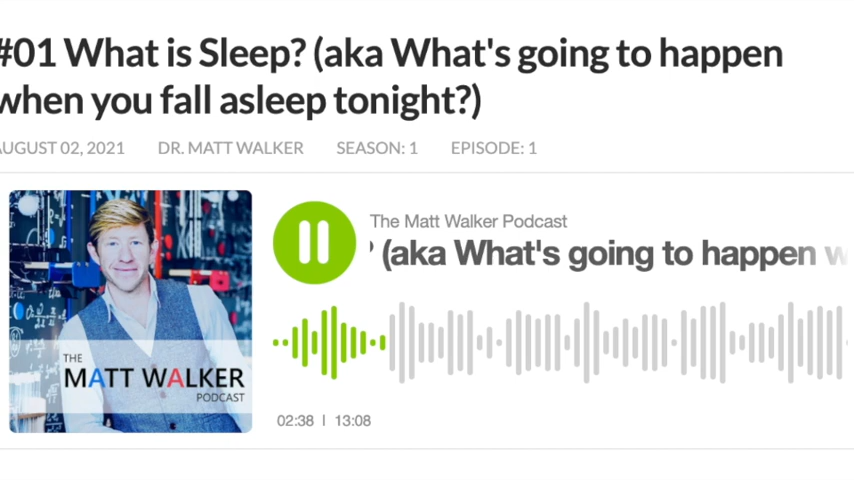 #01 What is Sleep? (aka What's going to happen
when you fall asleep tonight?)
AUGUST 02, 2021 DR. MATT WALKER SEASON: 1 EPISODE: 1
The Matt Walker Podcast
? (aka What's going to happen w
THE
MATT WALKER
PODCAST
02:38 | 13:08